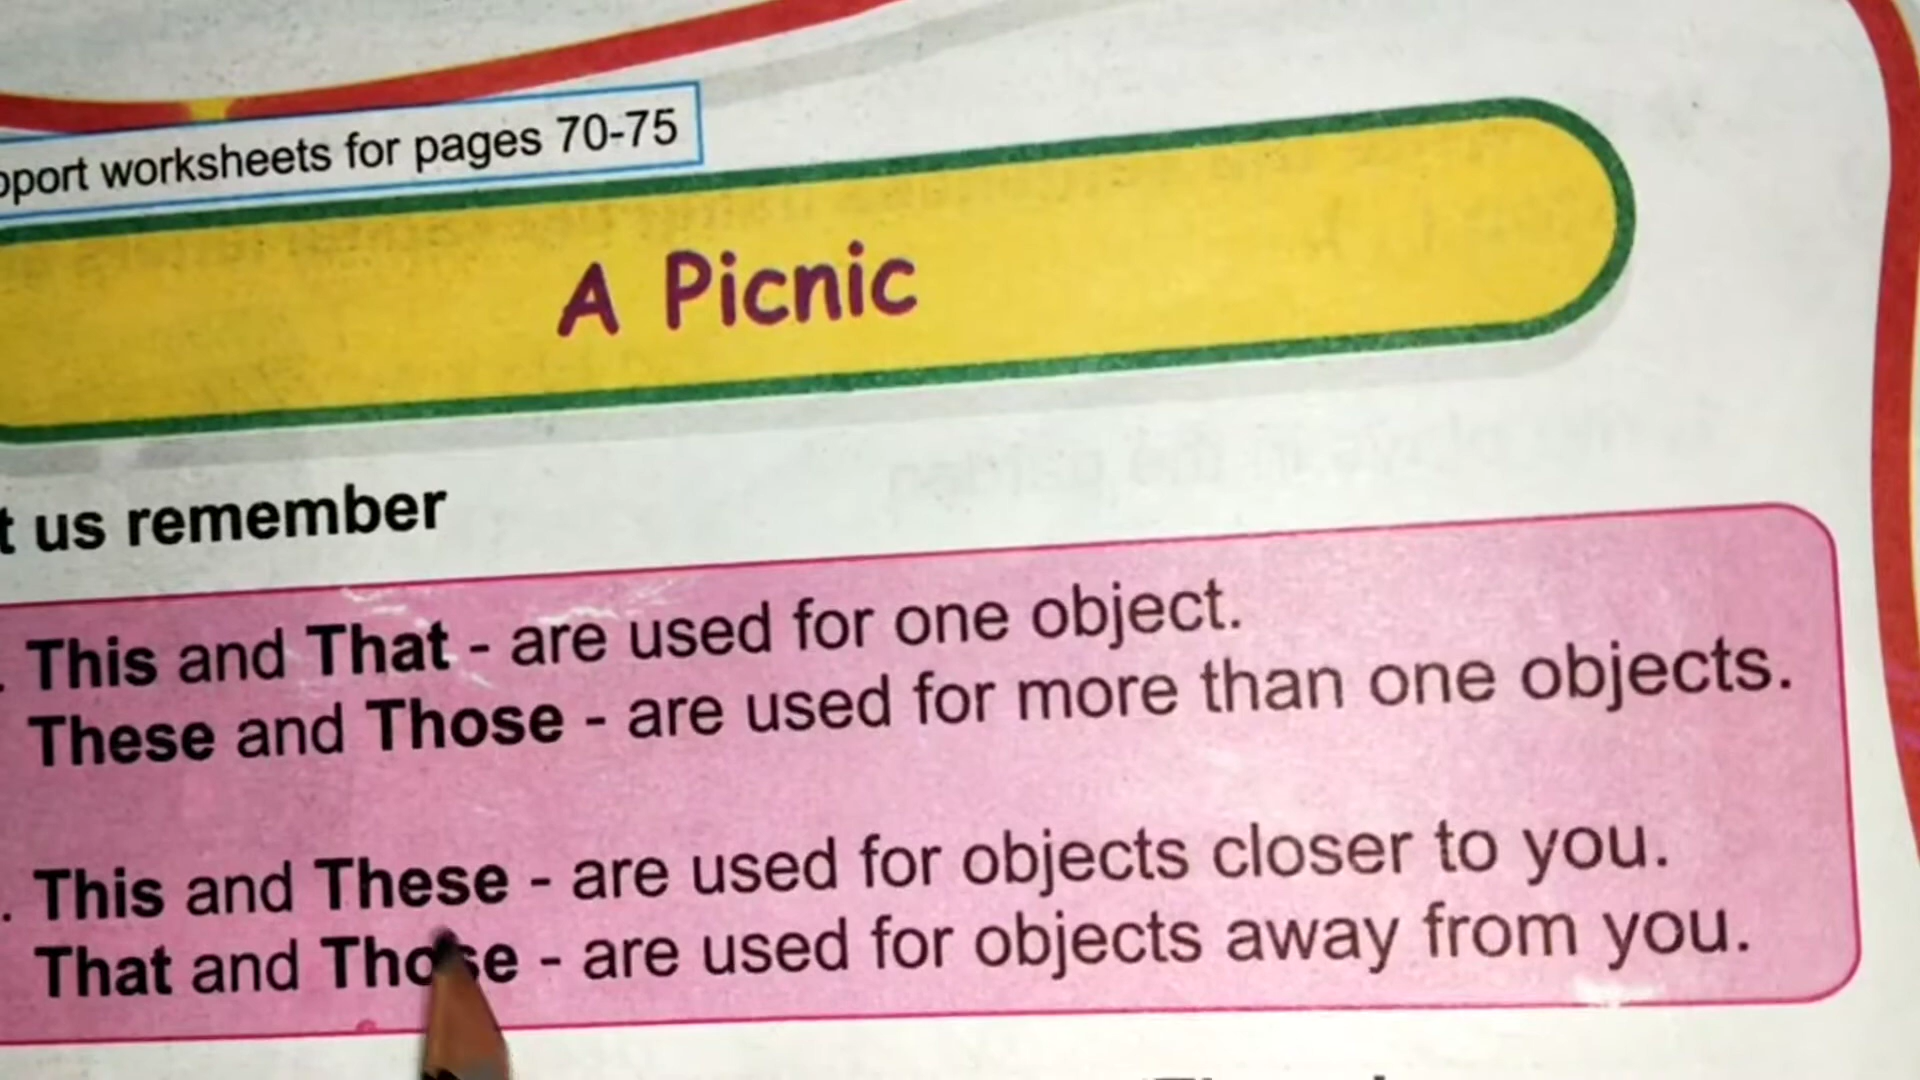 pport worksheets for pages 70-75
A Picnic
t us remember
. This and That - are used for one object.
These and Those - are used for more than one objects.
. This and These - are used for objects closer to you.
That and Those - are used for objects away from you.